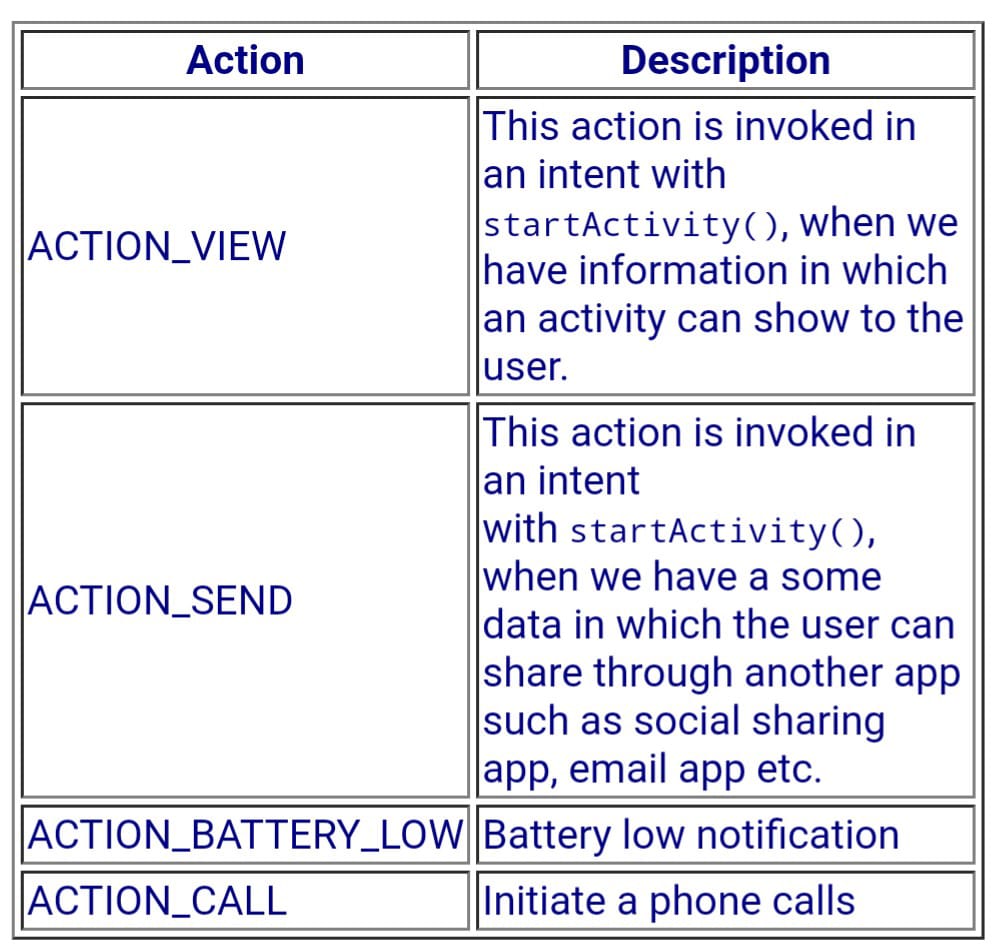 Action
Description
ACTION_VIEW
This action is invoked in
an intent with
startActivity(), when we
have information in which
an activity can show to the
user.
ACTION_SEND
This action is invoked in
an intent
with startActivity(),
when we have a some
data in which the user can
share through another app
such as social sharing
app, email app etc.
ACTION_BATTERY_LOW
Battery low notification
ACTION_CALL
Initiate a phone calls